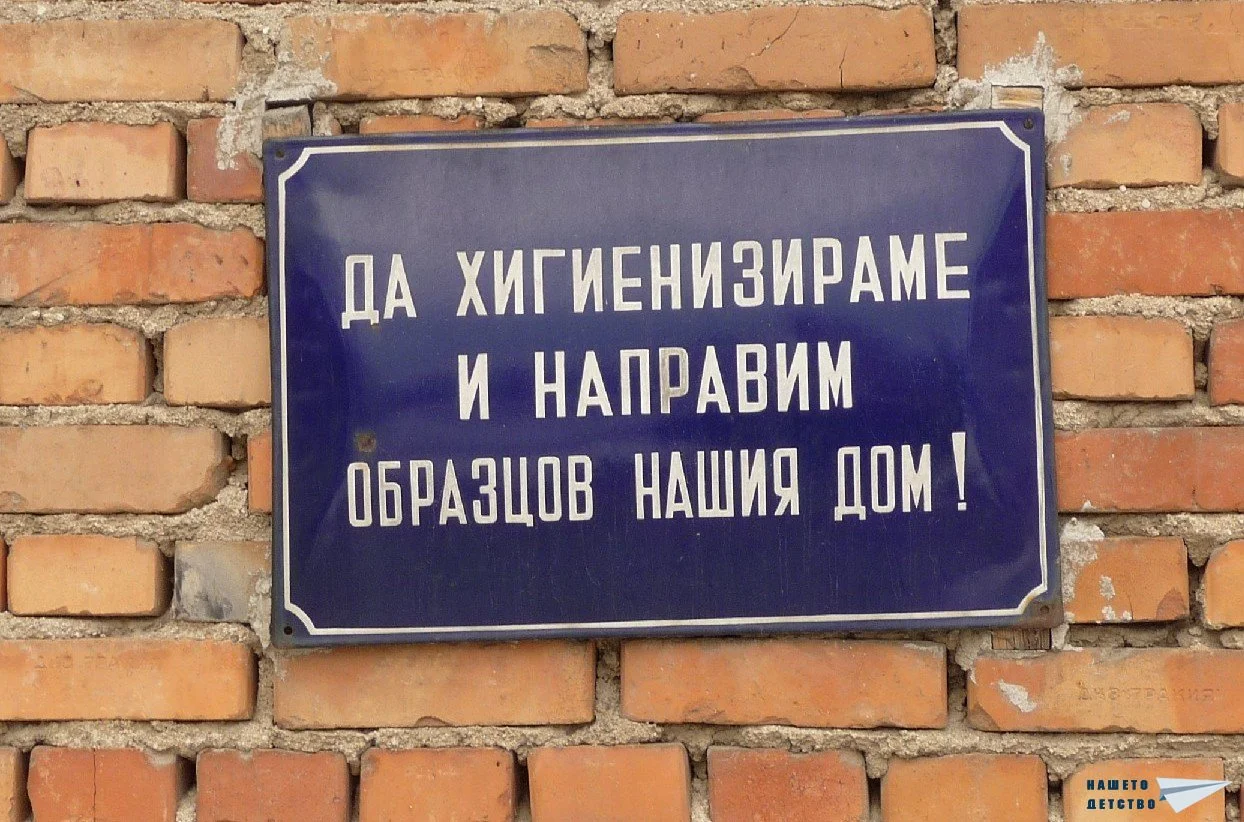 ДА ХИГИЕНИЗИРАМЕ
И НАПРАВИМ
ОБРАЗЦОВ НАШИЯ ДОМ!
НАШЕТО
ДЕТСТВО